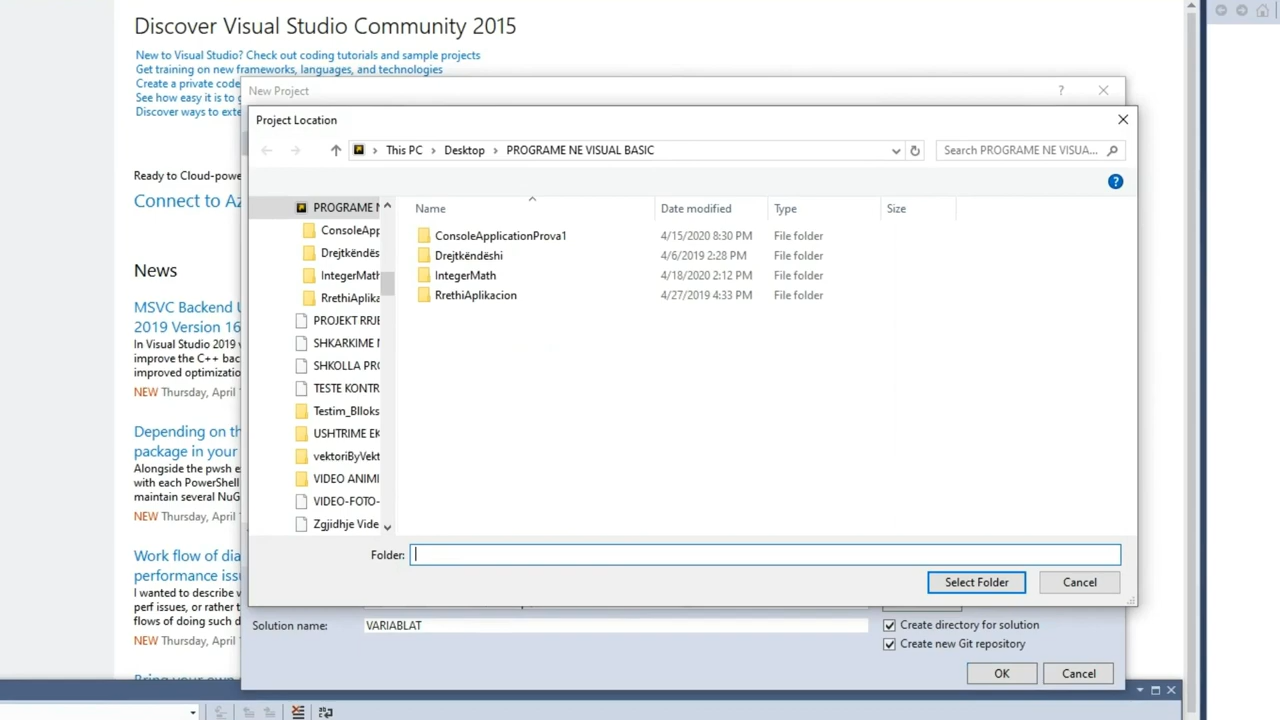 Discover Visual Studio Community 2015
New to Visual Studio? Check out coding tutorials and sample projects
Get training on new frameworks, languages, and technologies
Create a private code
See how easy it is to
Discover ways to exte
Ready to Cloud-powe
Connect to Az
News
MSVC Backend
2019 Version 16
In Visual Studio 2019
improve the C++ bac
improved optimizatio
NEW Thursday, April
Depending on th
package in your
Alongside the pwsh e
with each PowerShell
maintain several NuG
NEW Thursday, April
Work flow of dia
performance issu
I wanted to describe
perf issues, or rather
flows of doing such d
NEW Thursday, April
Bring your own
New Project
?
Project Location
This PC > Desktop > PROGRAME NE VISUAL BASIC
Search PROGRAME NE VISUA...
?
PROGRAME N
ConsoleApp
Drejtkëndës
IntegerMath
RrethiAplika
PROJEKT RRJE
SHKARKIME
SHKOLLA PRO
TESTE KONTR
Testim_Blloks
USHTRIME EK
vektoriByVekt
VIDEO ANIMI
VIDEO-FOTO-
Zgjidhje Vide
Name Date modified Type Size
ConsoleApplicationProva1 4/15/2020 8:30 PM File folder
Drejtkëndëshi 4/6/2019 2:28 PM File folder
IntegerMath 4/18/2020 2:12 PM File folder
RrethiAplikacion 4/27/2019 4:33 PM File folder
Folder:
Select Folder Cancel
Solution name: VARIABLAT
Create directory for solution
Create new Git repository
OK Cancel